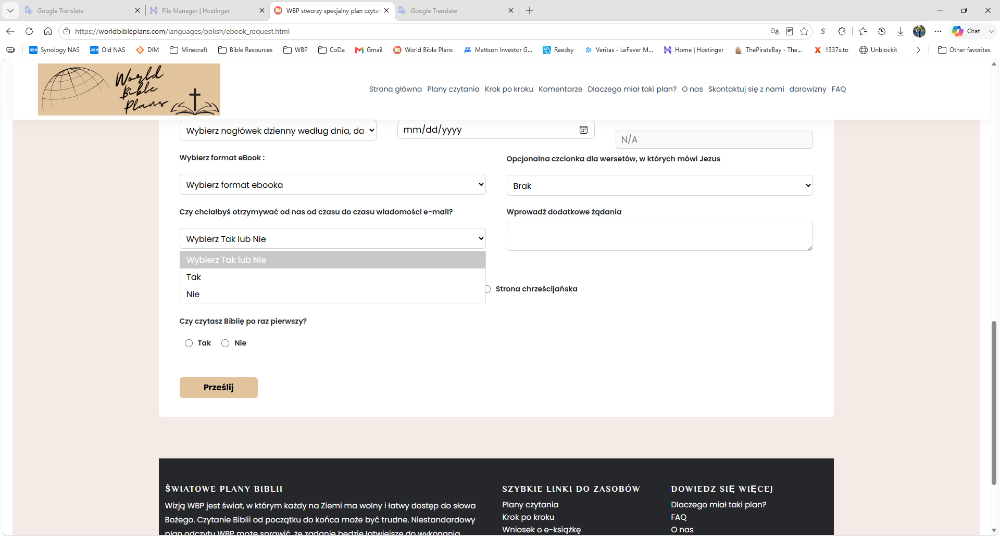 Google Translate
File Manager | Hostinger
WBP stworzy specjalny plan czytan
Google Translate
https://worldbibleplans.com/languages/polish/ebook_request.html
Chat
Synology NAS
Old NAS
DIM
Minecraft
Bible Resources
WBP
CoDa
Gmail
World Bible Plans
Mattson Investor G...
Reedsy
Veritas - LeFever M...
Home | Hostinger
ThePirateBay - The...
1337x.to
Unblockit
Other favorites
World
Bible
Plans
Strona główna Plany czytania Krok po kroku Komentarze Dlaczego miał taki plan? O nas Skontaktuj się z nami darowizny FAQ
Wybierz nagłówek dzienny według dnia, da
mm/dd/yyyy
N/A
Wybierz format eBook :
Opcjonalna czcionka dla wersetów, w których mówi Jezus
Wybierz format ebooka
Brak
Czy chciałbyś otrzymywać od nas od czasu do czasu wiadomości e-mail?
Wprowadź dodatkowe żądania
Wybierz Tak lub Nie
Wybierz Tak lub Nie
Tak
Nie
Strona chrześcijańska
Czy czytasz Biblię po raz pierwszy?
Tak
Nie
Prześlij
ŚWIATOWE PLANY BIBLII
Wizją WBP jest świat, w którym każdy na Ziemi ma wolny i łatwy dostęp do słowa
Bożego. Czytanie Biblii od początku do końca może być trudne. Niestandardowy
plan odczytu WBP może sprawić, że zadanie będzie łatwiejsze do wykonania.
SZYBKIE LINKI DO ZASOBÓW
Plany czytania
Krok po kroku
Wniosek o e-książkę
DOWIEDZ SIĘ WIĘCEJ
Dlaczego miał taki plan?
FAQ
O nas